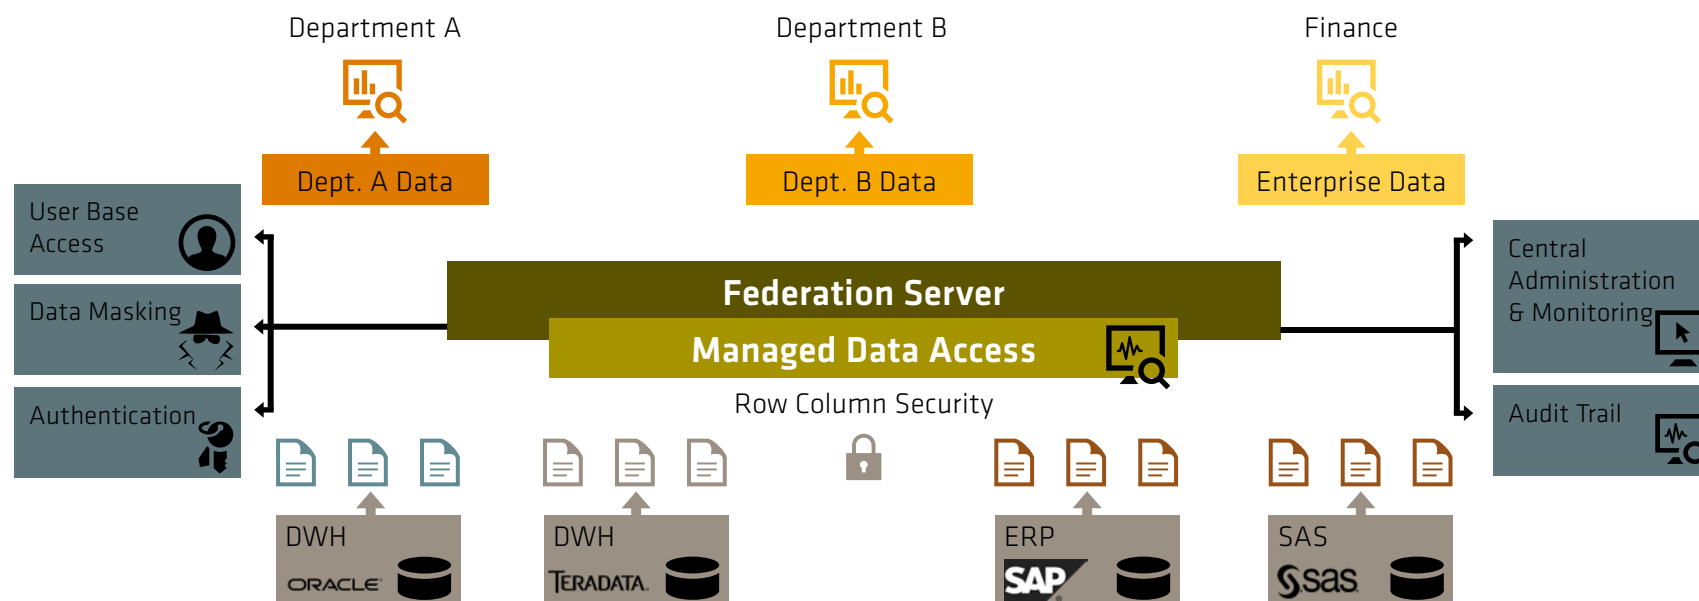 Department A
Department B
Finance
Dept. A Data
Dept. B Data
Enterprise Data
User Base
Access
Data Masking
Authentication
Federation Server
Managed Data Access
Row Column Security
Central
Administration
& Monitoring
Audit Trail
DWH
ORACLE
DWH
TERADATA.
ERP
SAP
SAS
sas